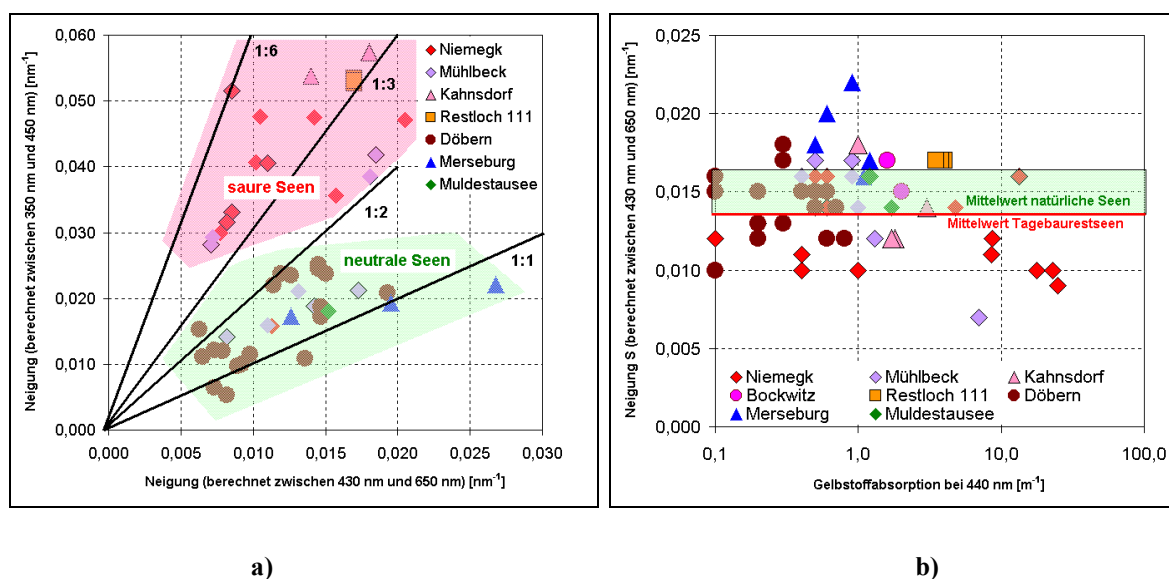 Neigung (berechnet zwischen 350 nm und 450 nm) [nm⁻¹]
0,060
0,050
0,040
0,030
0,020
0,010
0,000
0,000 0,005 0,010 0,015 0,020 0,025 0,030
Neigung (berechnet zwischen 430 nm und 650 nm) [nm⁻¹]
1:6
1:3
1:2
1:1
saure Seen
neutrale Seen
Niemegk
Mühlbeck
Kahnsdorf
Restloch 111
Döbern
Merseburg
Muldestausee
a)
Neigung S (berechnet zwischen 430 nm und 650 nm) [nm⁻¹]
0,025
0,020
0,015
0,010
0,005
0,000
0,1 1,0 10,0 100,0
Gelbstoffabsorption bei 440 nm [m⁻¹]
Mittelwert natürliche Seen
Mittelwert Tagebaurestseen
Niemegk Mühlbeck Kahnsdorf
Bockwitz Restloch 111 Döbern
Merseburg Muldestausee
b)